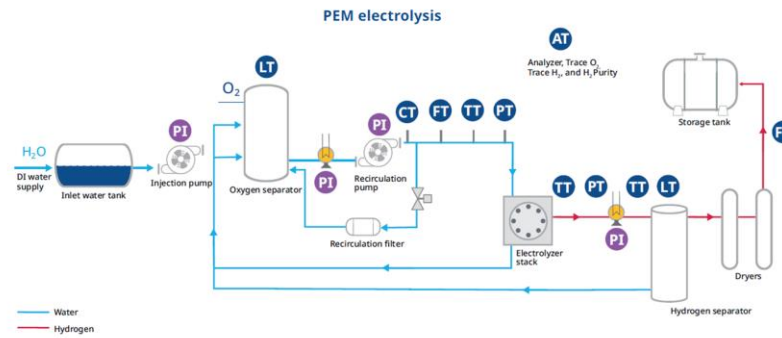 PEM electrolysis
AT
Analyzer, Trace O₂,
Trace H₂, and H₂Purity
LT
O₂
PI
PI
CT
FT
TT
PT
Storage tank
F
H₂O
DI water
supply
Inlet water tank
Injection pump
Oxygen separator
PI
Recirculation
pump
TT
PT
TT
LT
PI
Recirculation filter
Electrolyzer
stack
Dryers
Hydrogen separator
Water
Hydrogen